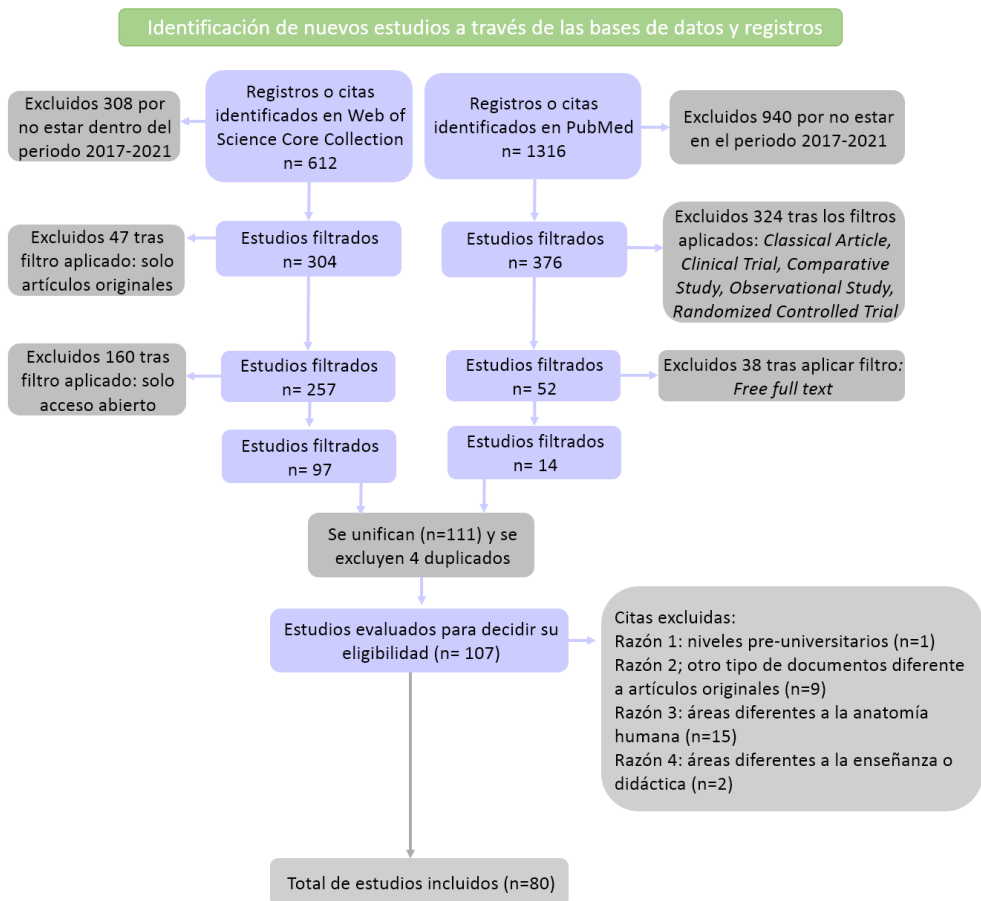 Identificación de nuevos estudios a través de las bases de datos y registros
Excluidos 308 por
no estar dentro del
periodo 2017-2021
Registros o citas
identificados en Web of
Science Core Collection
n= 612
Registros o citas
identificados en PubMed
n= 1316
Excluidos 940 por no estar
en el periodo 2017-2021
Excluidos 47 tras
filtro aplicado: solo
artículos originales
Estudios filtrados
n= 304
Estudios filtrados
n= 376
Excluidos 324 tras los filtros
aplicados: Classical Article,
Clinical Trial, Comparative
Study, Observational Study,
Randomized Controlled Trial
Excluidos 160 tras
filtro aplicado: solo
acceso abierto
Estudios filtrados
n= 257
Estudios filtrados
n= 52
Excluidos 38 tras aplicar filtro:
Free full text
Estudios filtrados
n= 97
Estudios filtrados
n= 14
Se unifican (n=111) y se
excluyen 4 duplicados
Estudios evaluados para decidir su
eligibilidad (n= 107)
Citas excluidas:
Razón 1: niveles pre-universitarios (n=1)
Razón 2; otro tipo de documentos diferente
a artículos originales (n=9)
Razón 3: áreas diferentes a la anatomía
humana (n=15)
Razón 4: áreas diferentes a la enseñanza o
didáctica (n=2)
Total de estudios incluidos (n=80)